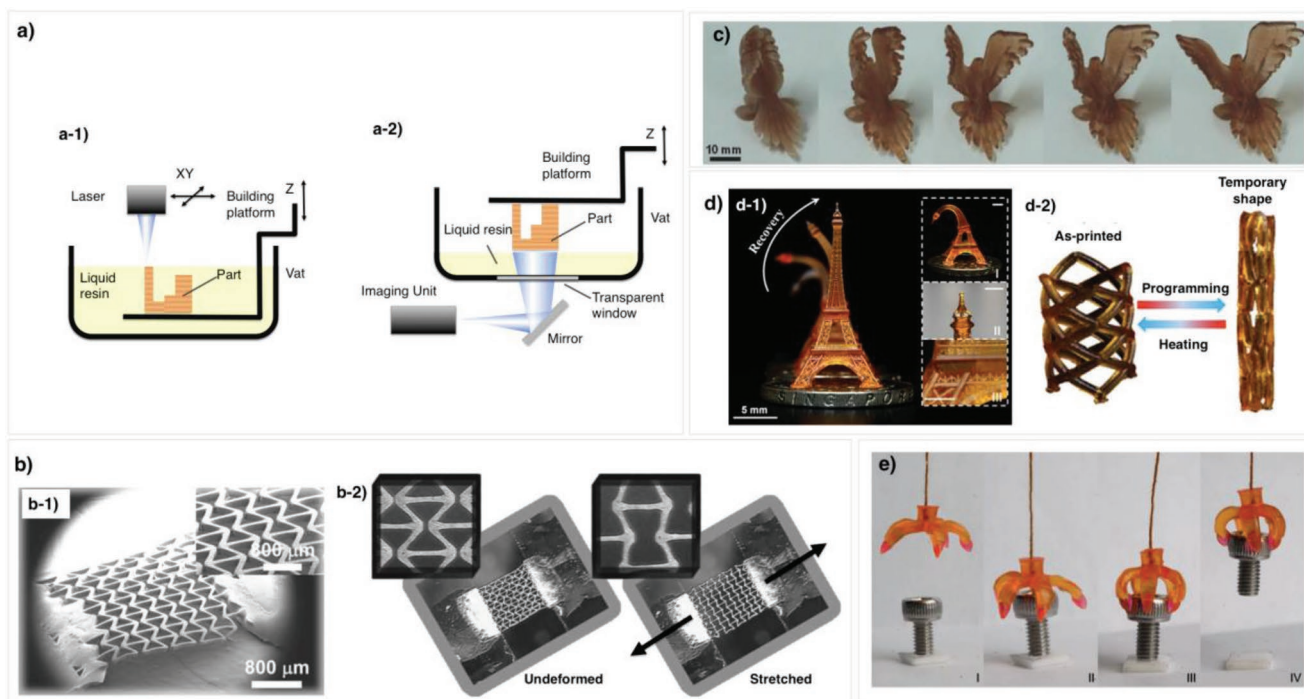 a)
a-1)
Laser
XY
Building
platform
Z
Liquid
resin
Part
Vat
a-2)
Z
Building
platform
Liquid resin
Part
Vat
Imaging Unit
Transparent
window
Mirror
b)
b-1)
800 μm
800 μm
b-2)
Undeformed
Stretched
c)
10 mm
d)
d-1)
Recovery
I
II
III
SINGAPOR
5 mm
d-2)
As-printed
Temporary
shape
Programming
Heating
e)
I
II
III
IV